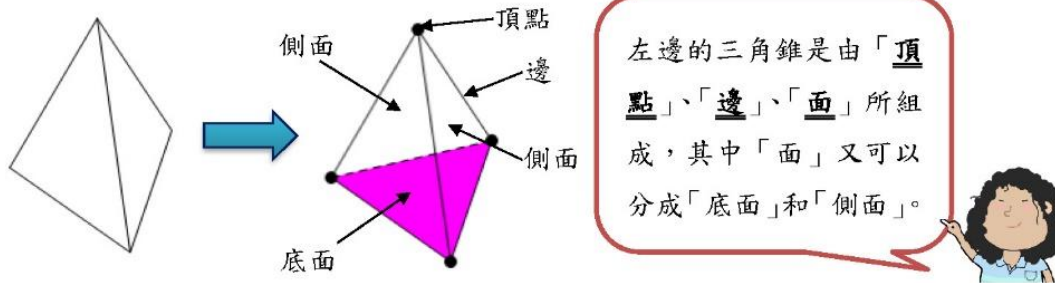 頂點
側面
邊
側面
底面
左邊的三角錐是由「頂
點」、「邊」、「面」所組
成，其中「面」又可以
分成「底面」和「側面」。